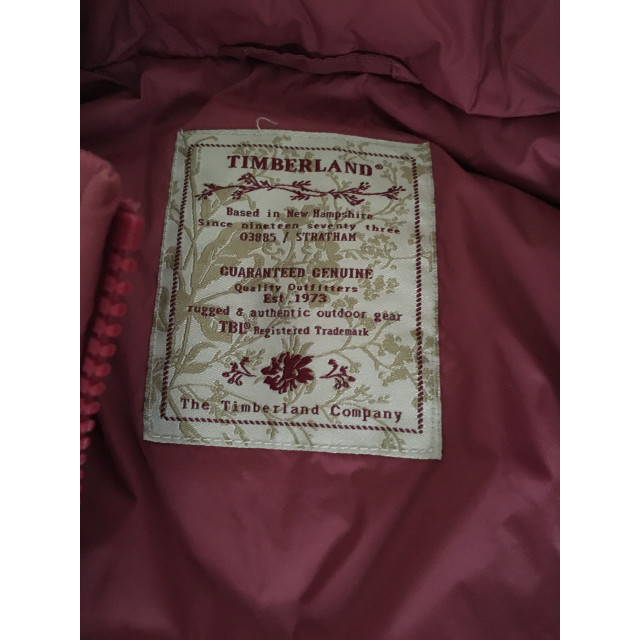 TIMBERLAND®
Based in New Hampshire
Since nineteen seventy three
03885 / STRATHAM
GUARANTEED GENUINE
Quality Outfitters
Est 1973
rugged & authentic outdoor gear
TBL® Registered Trademark
The Timberland Company